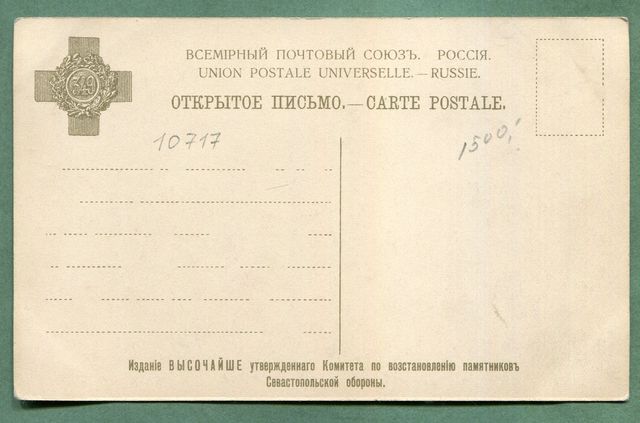 349
ВСЕМІРНЫЙ ПОЧТОВЫЙ СОЮЗЪ. РОССІЯ.
UNION POSTALE UNIVERSELLE.—RUSSIE.
ОТКРЫТОЕ ПИСЬМО.—CARTE POSTALE.
10717
1500,-
Изданіе ВЫСОЧАЙШЕ утвержденнаго Комитета по возстановленію памятниковъ
Севастопольской обороны.